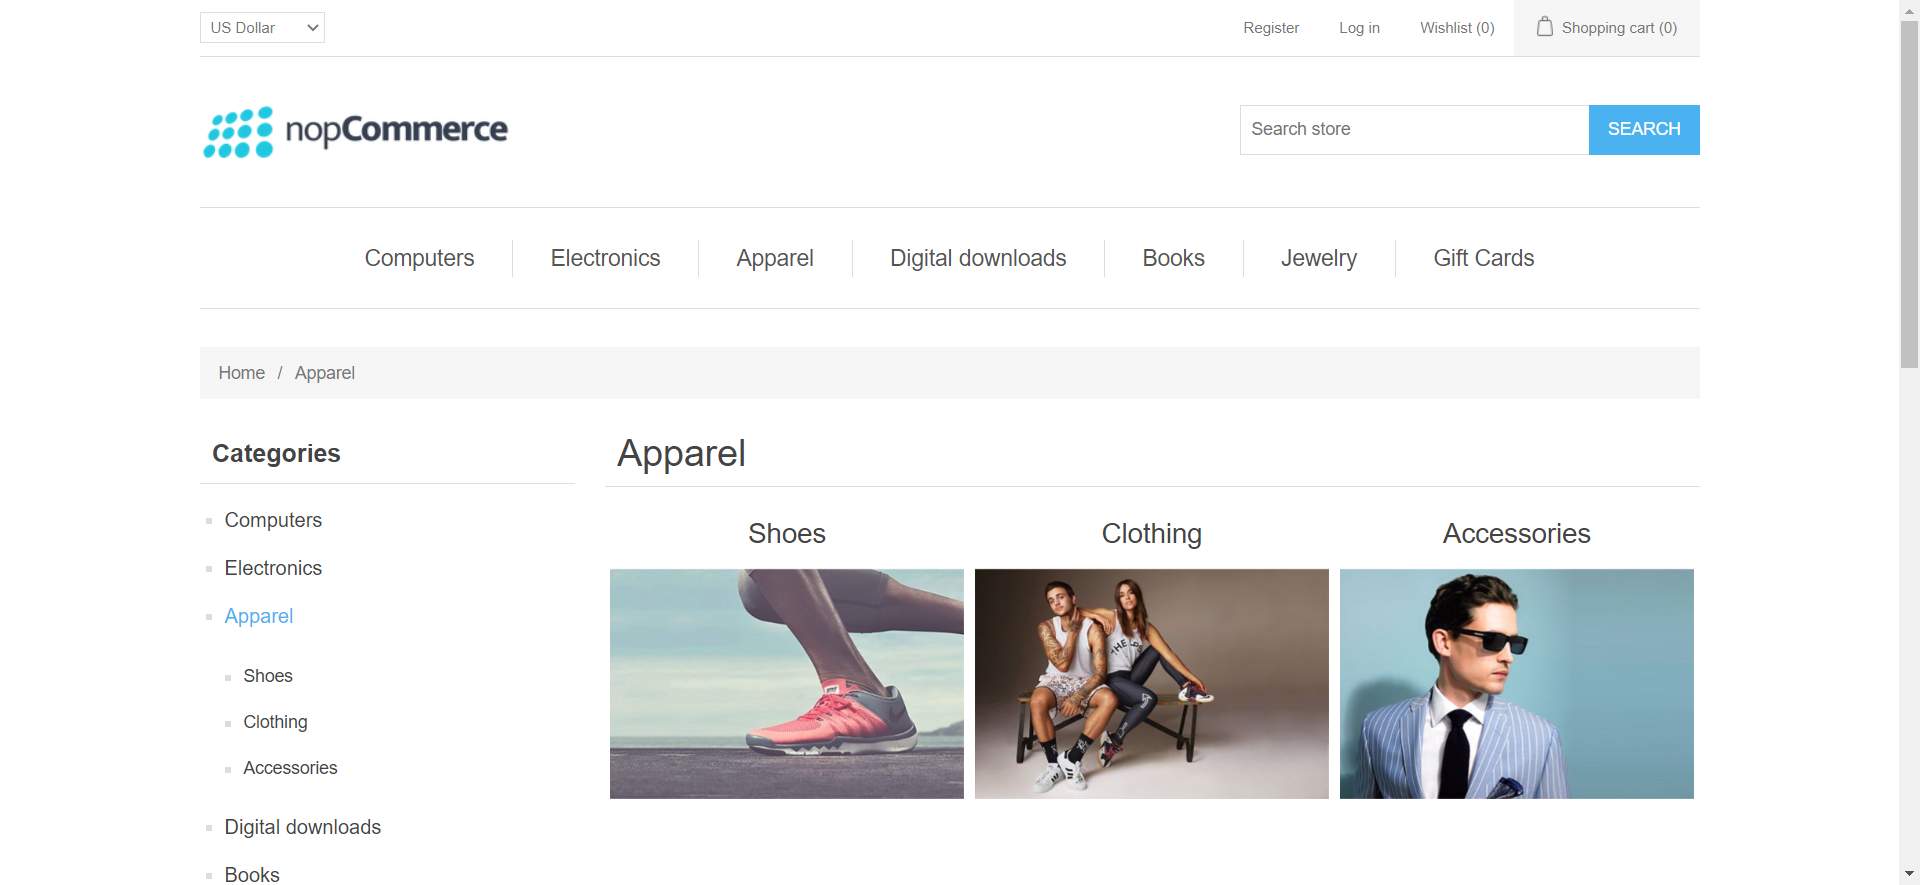 US Dollar
Register
Log in
Wishlist (0)
Shopping cart (0)
nopCommerce
Search store
SEARCH
Computers
Electronics
Apparel
Digital downloads
Books
Jewelry
Gift Cards
Home / Apparel
Categories
Computers
Electronics
Apparel
Shoes
Clothing
Accessories
Digital downloads
Books
Apparel
Shoes
Clothing
Accessories